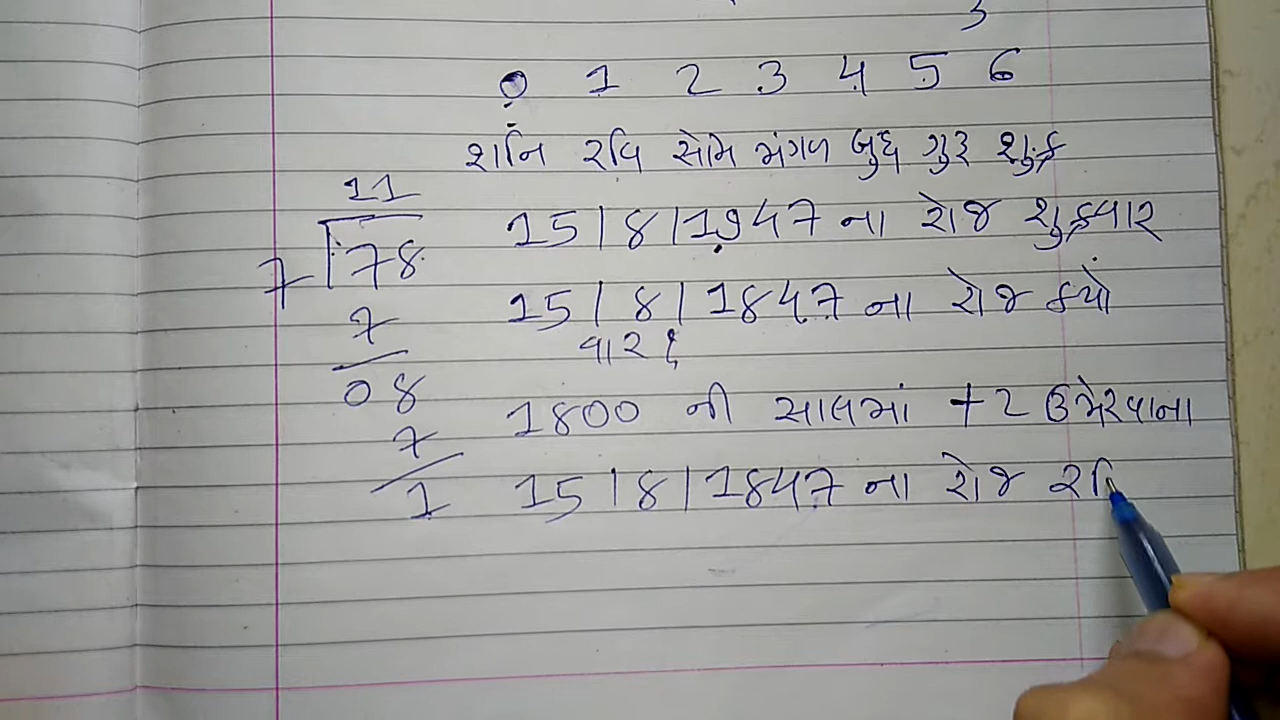 3
0 1 2 3 4 5 6
શનિ રવિ સોમ મંગળ બુધ ગુરૂ શુક્ર
11
7 78
7
08
7
1
15/8/1947 ના રોજ શુક્રવાર
15/8/1847 ના રોજ કયો
વાર ?
1800 ની સાલમાં +2 ઉમેરવાના
15/8/1847 ના રોજ રવિ